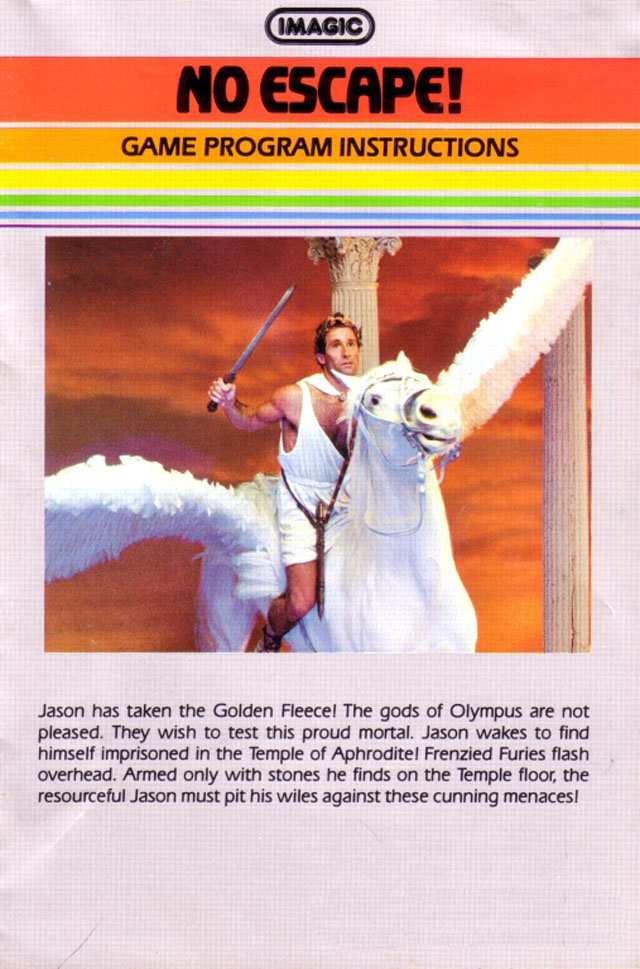 IMAGIC
NO ESCAPE!
GAME PROGRAM INSTRUCTIONS
Jason has taken the Golden Fleece! The gods of Olympus are not
pleased. They wish to test this proud mortal. Jason wakes to find
himself imprisoned in the Temple of Aphrodite! Frenzied Furies flash
overhead. Armed only with stones he finds on the Temple floor, the
resourceful Jason must pit his wiles against these cunning menaces!